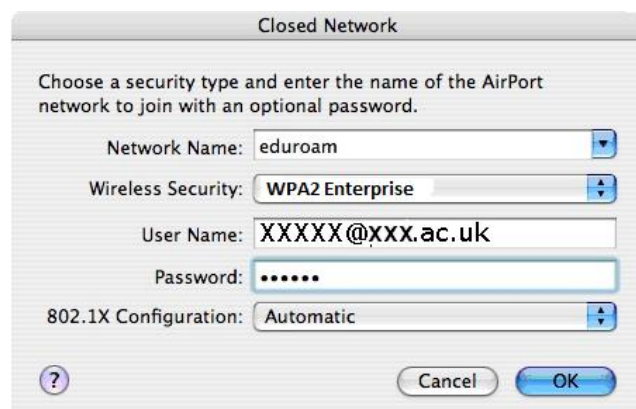 Closed Network
Choose a security type and enter the name of the AirPort
network to join with an optional password.
Network Name: eduroam
Wireless Security: WPA2 Enterprise
User Name: XXXXX@xxx.ac.uk
Password: ••••••
802.1X Configuration: Automatic
? Cancel OK